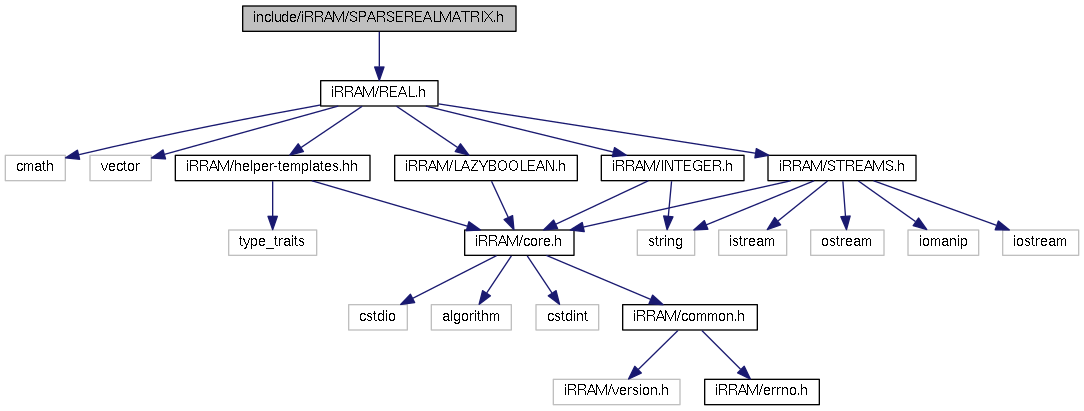 include/iRRAM/SPARSEREALMATRIX.h
iRRAM/REAL.h
cmath
vector
iRRAM/helper-templates.hh
iRRAM/LAZYBOOLEAN.h
iRRAM/INTEGER.h
iRRAM/STREAMS.h
type_traits
iRRAM/core.h
string
istream
ostream
iomanip
iostream
cstdio
algorithm
cstdint
iRRAM/common.h
iRRAM/version.h
iRRAM/errno.h